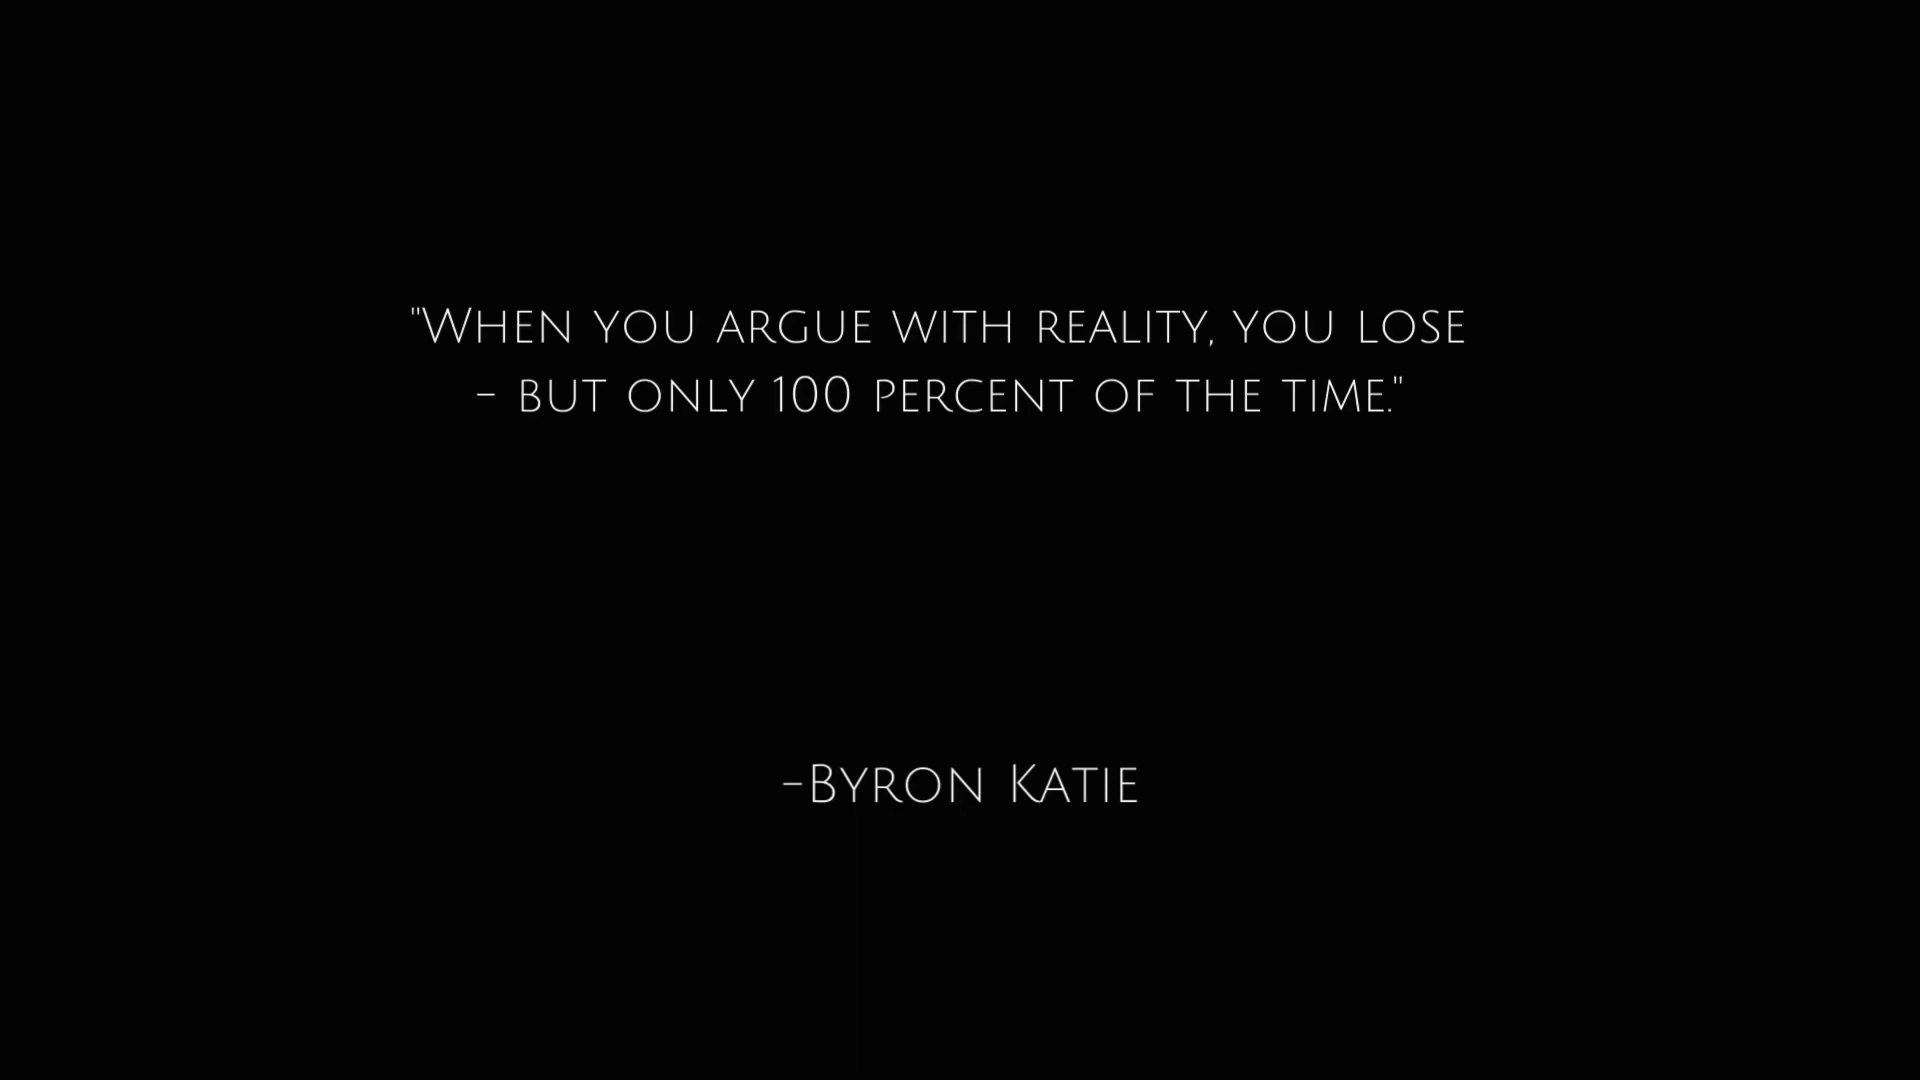 "When you argue with reality, you lose
- but only 100 percent of the time."
-Byron Katie